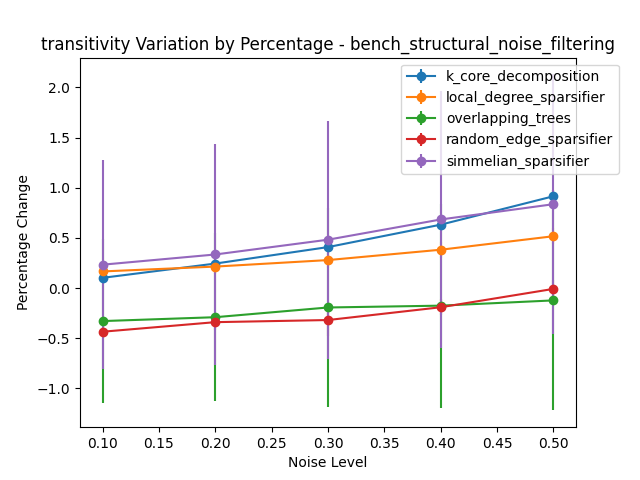 transitivity Variation by Percentage - bench_structural_noise_filtering
k_core_decomposition
local_degree_sparsifier
overlapping_trees
random_edge_sparsifier
simmelian_sparsifier
Percentage Change
2.0
1.5
1.0
0.5
0.0
−0.5
−1.0
0.10 0.15 0.20 0.25 0.30 0.35 0.40 0.45 0.50
Noise Level